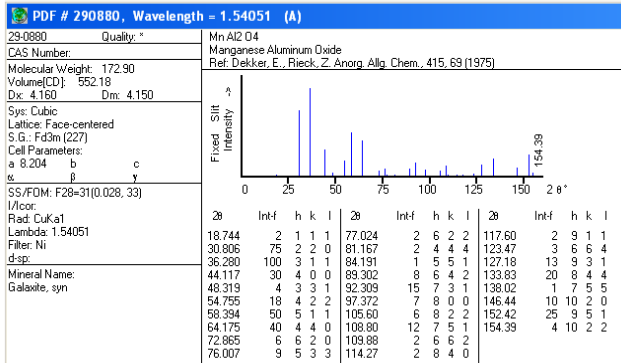 PDF # 290880, Wavelength = 1.54051 (A)
29-0880 Quality: *
CAS Number:
Molecular Weight: 172.90
Volume[CD]: 552.18
Dx: 4.160 Dm: 4.150
Sys: Cubic
Lattice: Face-centered
S.G.: Fd3m (227)
Cell Parameters:
a 8.204 b c
α β γ
SS/FOM: F28=31(0.028, 33)
I/Icor:
Rad: CuKa1
Lambda: 1.54051
Filter: Ni
d-sp:
Mineral Name:
Galaxite, syn
Mn Al2 O4
Manganese Aluminum Oxide
Ref: Dekker, E., Rieck, Z. Anorg. Allg. Chem., 415, 69 (1975)
Fixed Slit
Intensity ->
154.39
0 25 50 75 100 125 150 2 θ°
2θ Int-f h k l 2θ Int-f h k l 2θ Int-f h k l
18.744 2 1 1 1 77.024 2 6 2 2 117.60 2 9 1 1
30.806 75 2 2 0 81.167 2 4 4 4 123.47 3 6 6 4
36.280 100 3 1 1 84.191 1 5 5 1 127.18 13 9 3 1
44.117 30 4 0 0 89.302 8 6 4 2 133.83 20 8 4 4
48.319 4 3 3 1 92.309 15 7 3 1 138.02 1 7 5 5
54.755 18 4 2 2 97.372 7 8 0 0 146.44 10 10 2 0
58.394 50 5 1 1 105.60 6 8 2 2 152.42 25 9 5 1
64.175 40 4 4 0 108.80 12 7 5 1 154.39 4 10 2 2
72.865 6 6 2 0 109.88 2 6 6 2
76.007 9 5 3 3 114.27 2 8 4 0